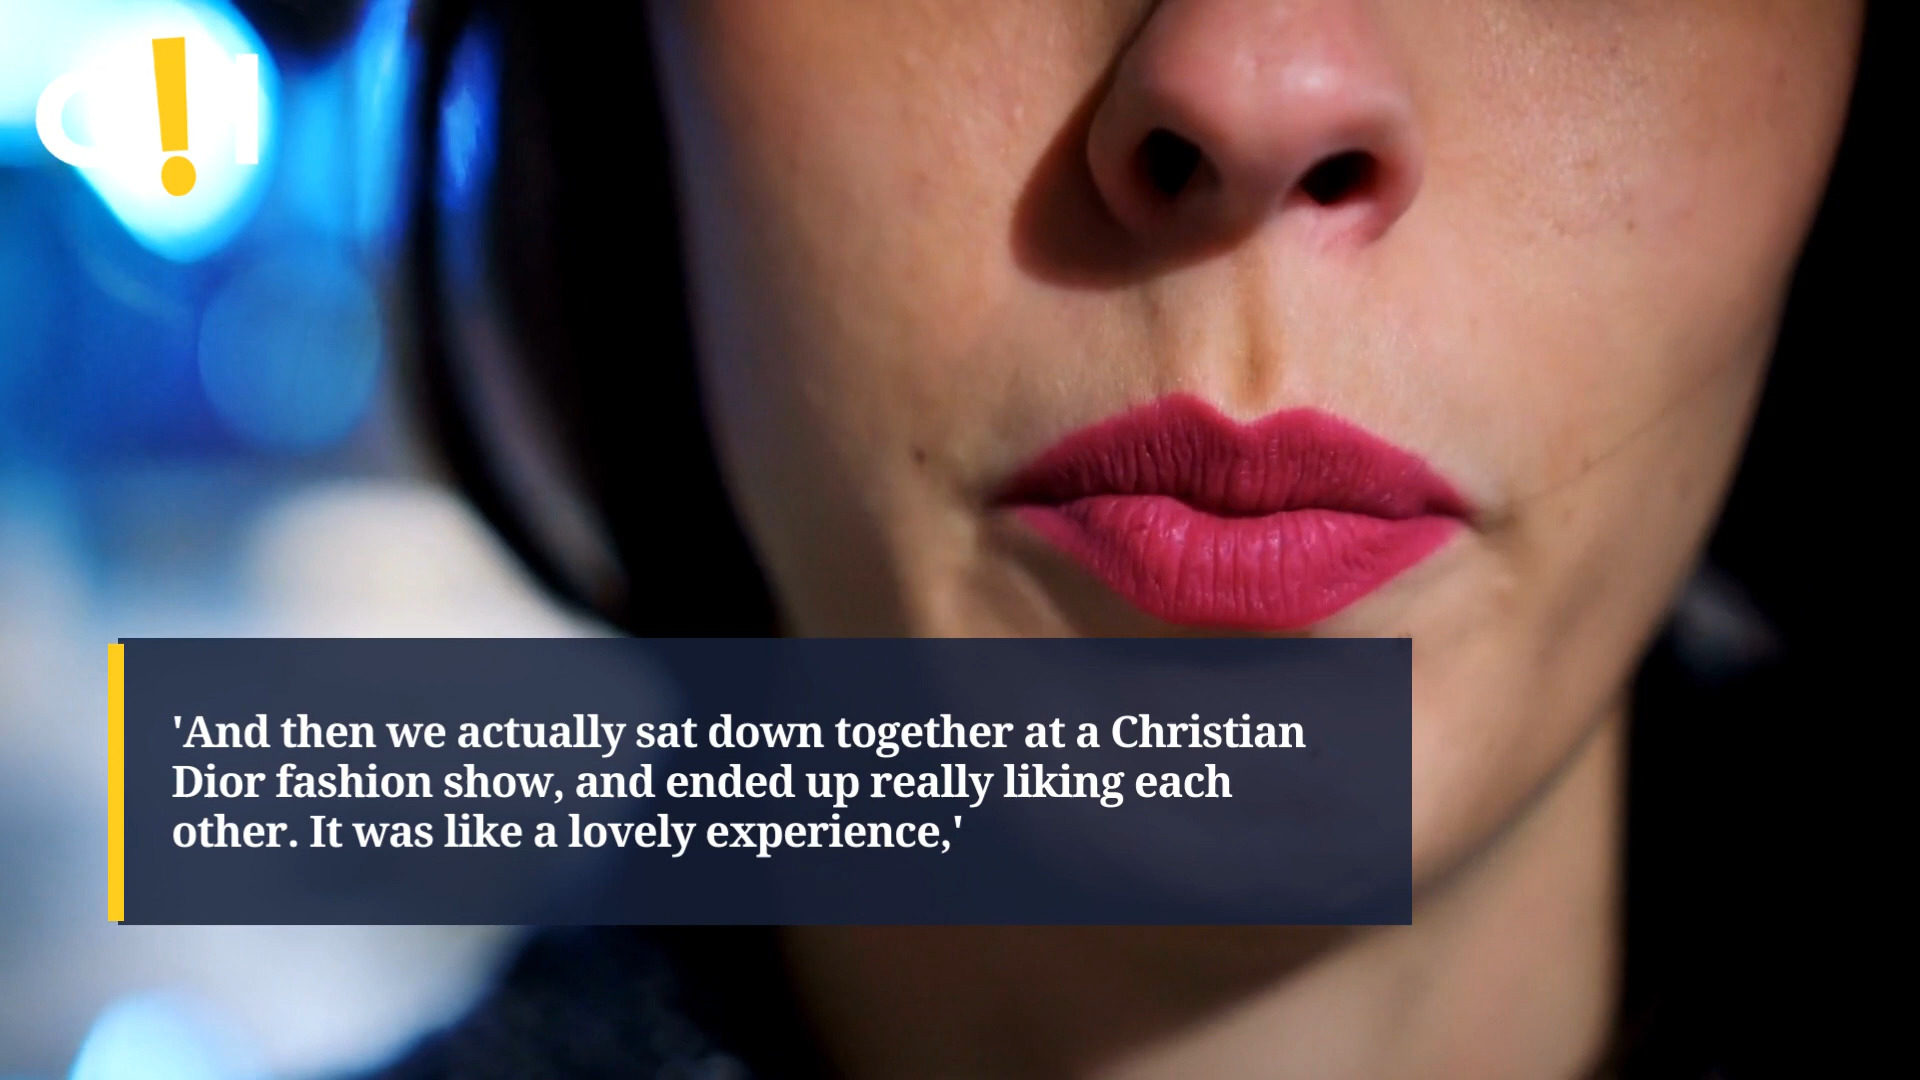 'And then we actually sat down together at a Christian
Dior fashion show, and ended up really liking each
other. It was like a lovely experience,'